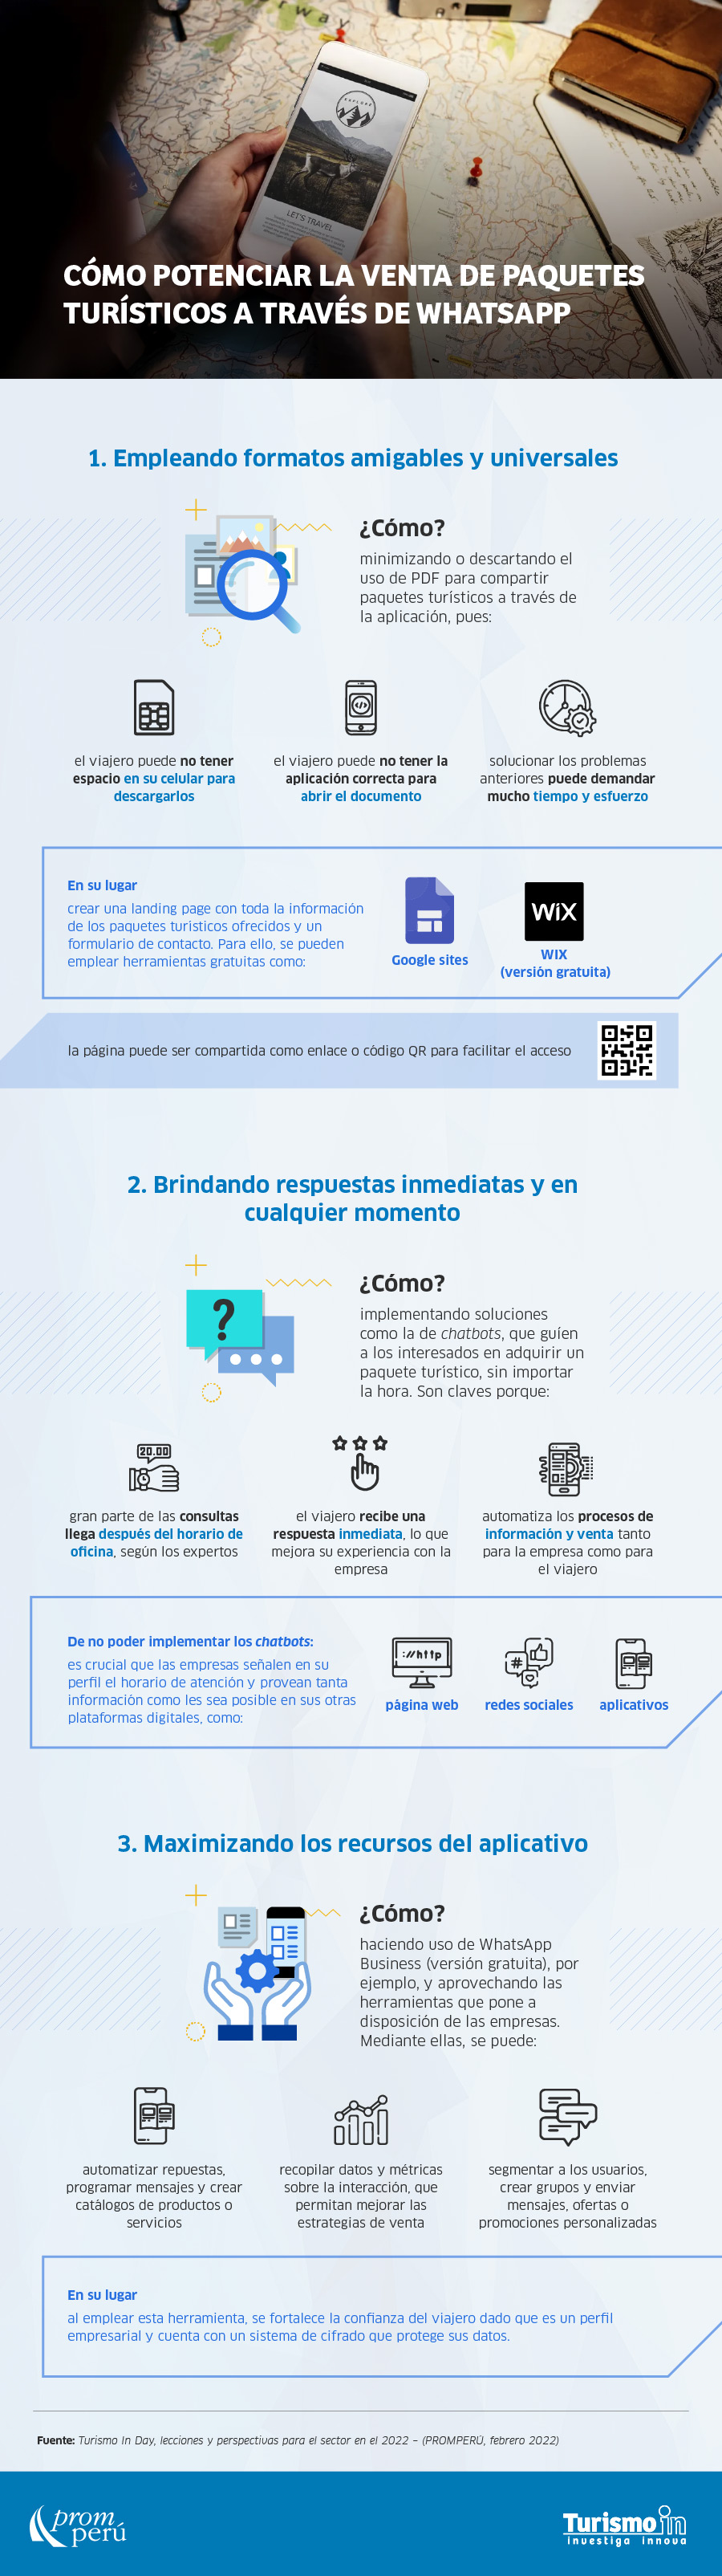 rway
EXPLORE
LET'S TRAVEL
CÓMO POTENCIAR LA VENTA DE PAQUETES
TURÍSTICOS A TRAVÉS DE WHATSAPP
1. Empleando formatos amigables y universales
¿Cómo?
minimizando o descartando el
uso de PDF para compartir
paquetes turísticos a través de
la aplicación, pues:
el viajero puede no tener
espacio en su celular para
descargarlos
el viajero puede no tener la
aplicación correcta para
abrir el documento
solucionar los problemas
anteriores puede demandar
mucho tiempo y esfuerzo
En su lugar
crear una landing page con toda la información
de los paquetes turisticos ofrecidos y un
formulario de contacto. Para ello, se pueden
emplear herramientas gratuitas como:
Google sites
WiX
WIX
(versión gratuita)
la página puede ser compartida como enlace o código QR para facilitar el acceso
2. Brindando respuestas inmediatas y en
cualquier momento
?
¿Cómo?
implementando soluciones
como la de chatbots, que guíen
a los interesados en adquirir un
paquete turístico, sin importar
la hora. Son claves porque:
20.00
gran parte de las consultas
llega después del horario de
oficina, según los expertos
el viajero recibe una
respuesta inmediata, lo que
mejora su experiencia con la
empresa
automatiza los procesos de
información y venta tanto
para la empresa como para
el viajero
De no poder implementar los chatbots:
es crucial que las empresas señalen en su
perfil el horario de atención y provean tanta
información como les sea posible en sus otras
plataformas digitales, como:
://http
página web
#
redes sociales
aplicativos
3. Maximizando los recursos del aplicativo
¿Cómo?
haciendo uso de WhatsApp
Business (versión gratuita), por
ejemplo, y aprovechando las
herramientas que pone a
disposición de las empresas.
Mediante ellas, se puede:
automatizar repuestas,
programar mensajes y crear
catálogos de productos o
servicios
recopilar datos y métricas
sobre la interacción, que
permitan mejorar las
estrategias de venta
segmentar a los usuarios,
crear grupos y enviar
mensajes, ofertas o
promociones personalizadas
En su lugar
al emplear esta herramienta, se fortalece la confianza del viajero dado que es un perfil
empresarial y cuenta con un sistema de cifrado que protege sus datos.
Fuente: Turismo In Day, lecciones y perspectivas para el sector en el 2022 – (PROMPERÚ, febrero 2022)
prom
perú
Turismo in
investiga innova